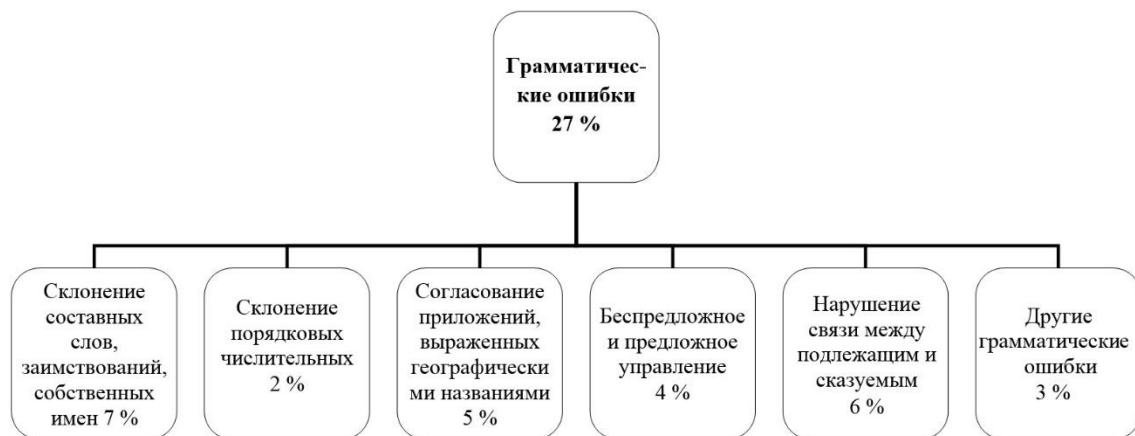 Грамматичес-
кие ошибки
27 %
Склонение
составных
слов,
заимствований,
собственных
имен 7 %
Склонение
порядковых
числительных
2 %
Согласование
приложений,
выраженных
географически
ми названиями
5 %
Беспредложное
и предложное
управление
4 %
Нарушение
связи между
подлежащим и
сказуемым
6 %
Другие
грамматические
ошибки
3 %